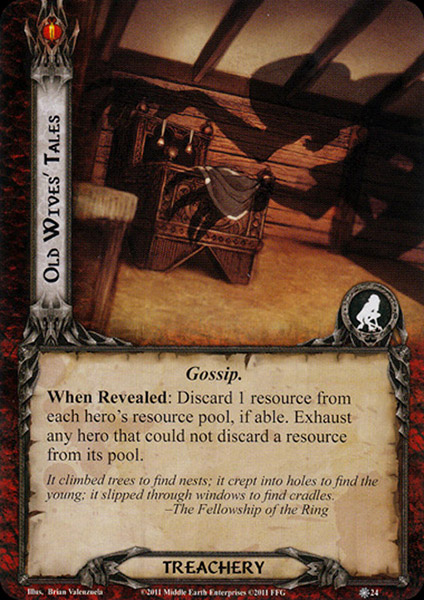 OLD WIVES' TALES
Gossip.
When Revealed: Discard 1 resource from
each hero's resource pool, if able. Exhaust
any hero that could not discard a resource
from its pool.
It climbed trees to find nests; it crept into holes to find the
young; it slipped through windows to find cradles.
–The Fellowship of the Ring
TREACHERY
Illus. Brian Valenzuela ©2011 Middle Earth Enterprises ©2011 FFG 24